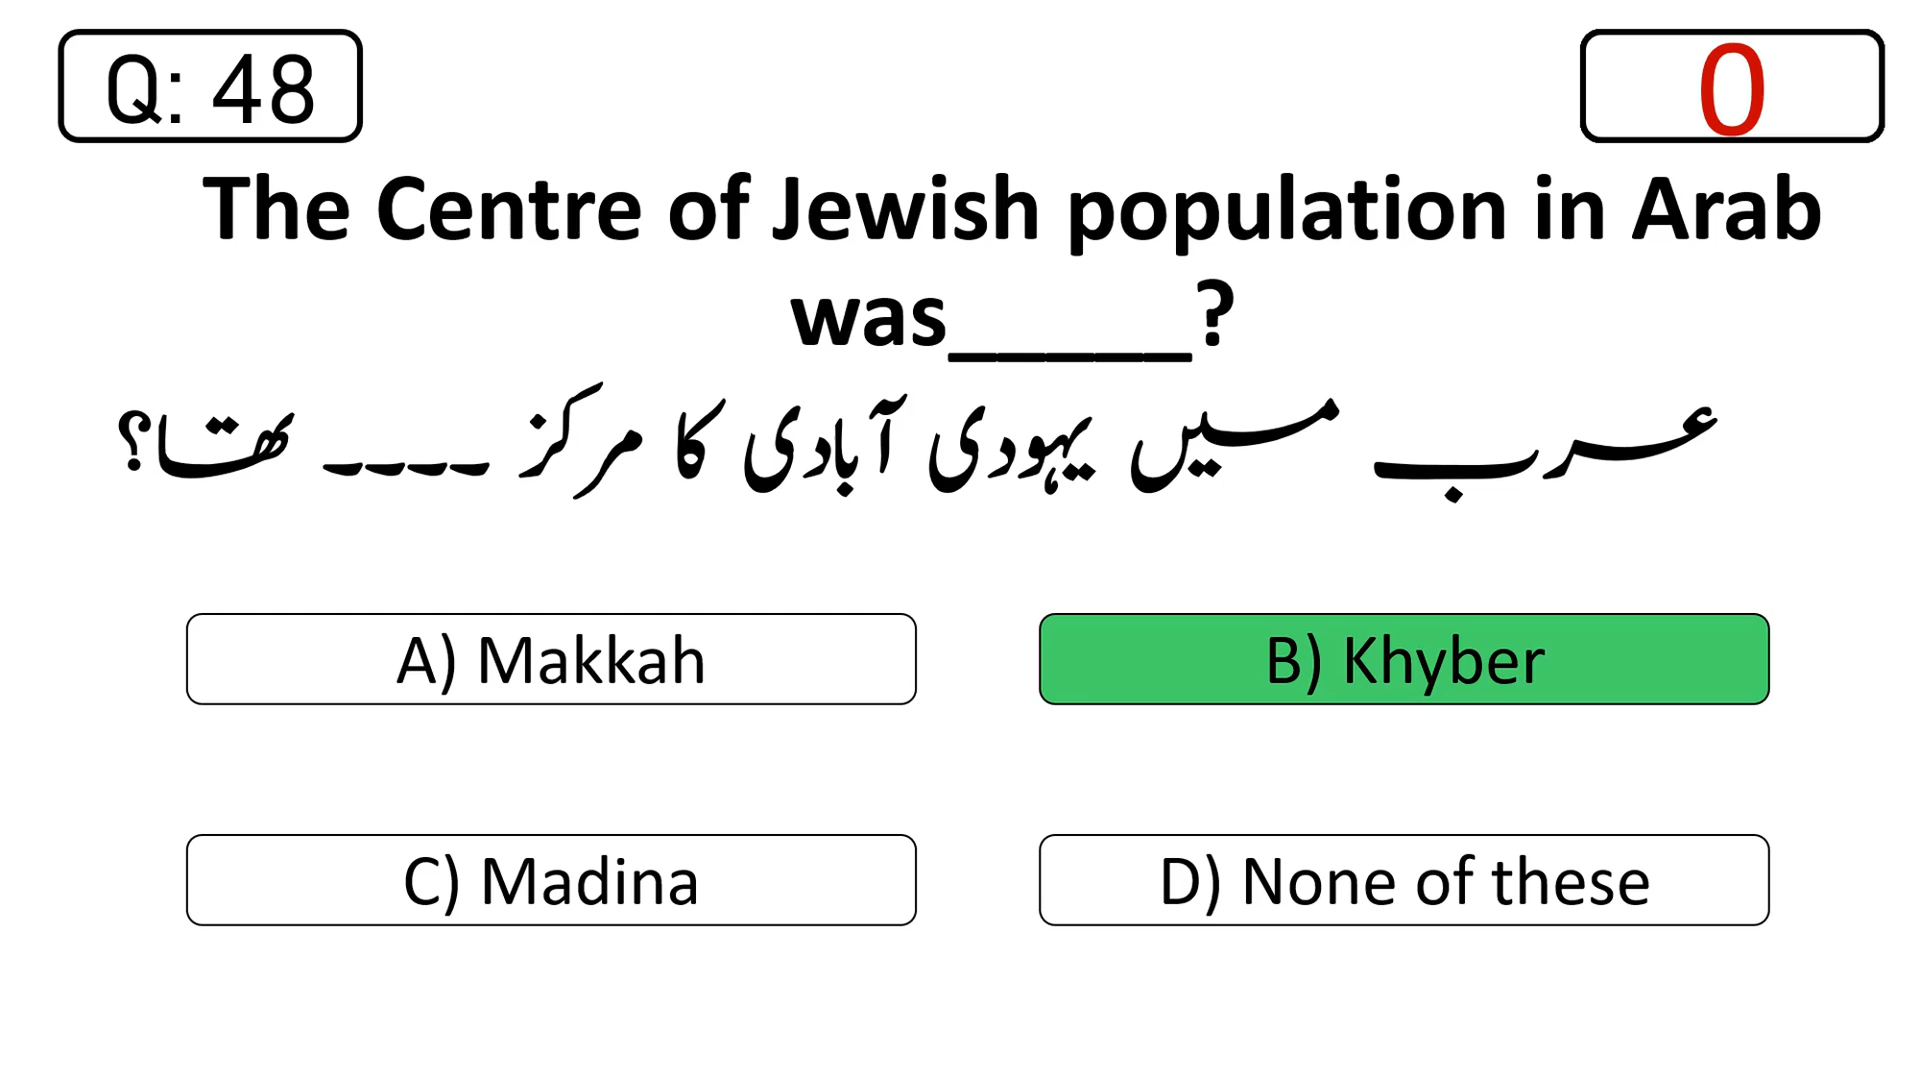 Q: 48
0
The Centre of Jewish population in Arab
was_____?
عرب میں یہودی آبادی کا مرکز ۔۔۔۔ تھا؟
A) Makkah
B) Khyber
C) Madina
D) None of these